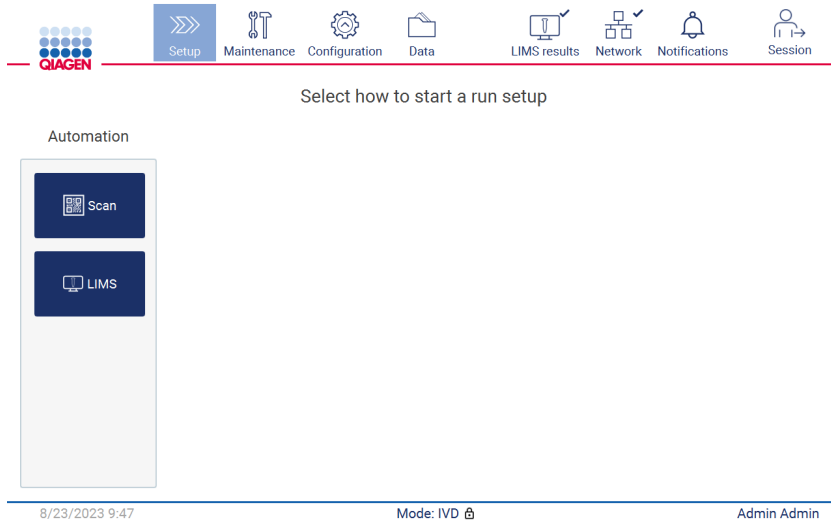 QIAGEN
Setup
Maintenance
Configuration
Data
LIMS results
Network
Notifications
Session
Select how to start a run setup
Automation
Scan
LIMS
8/23/2023 9:47
Mode: IVD
Admin Admin